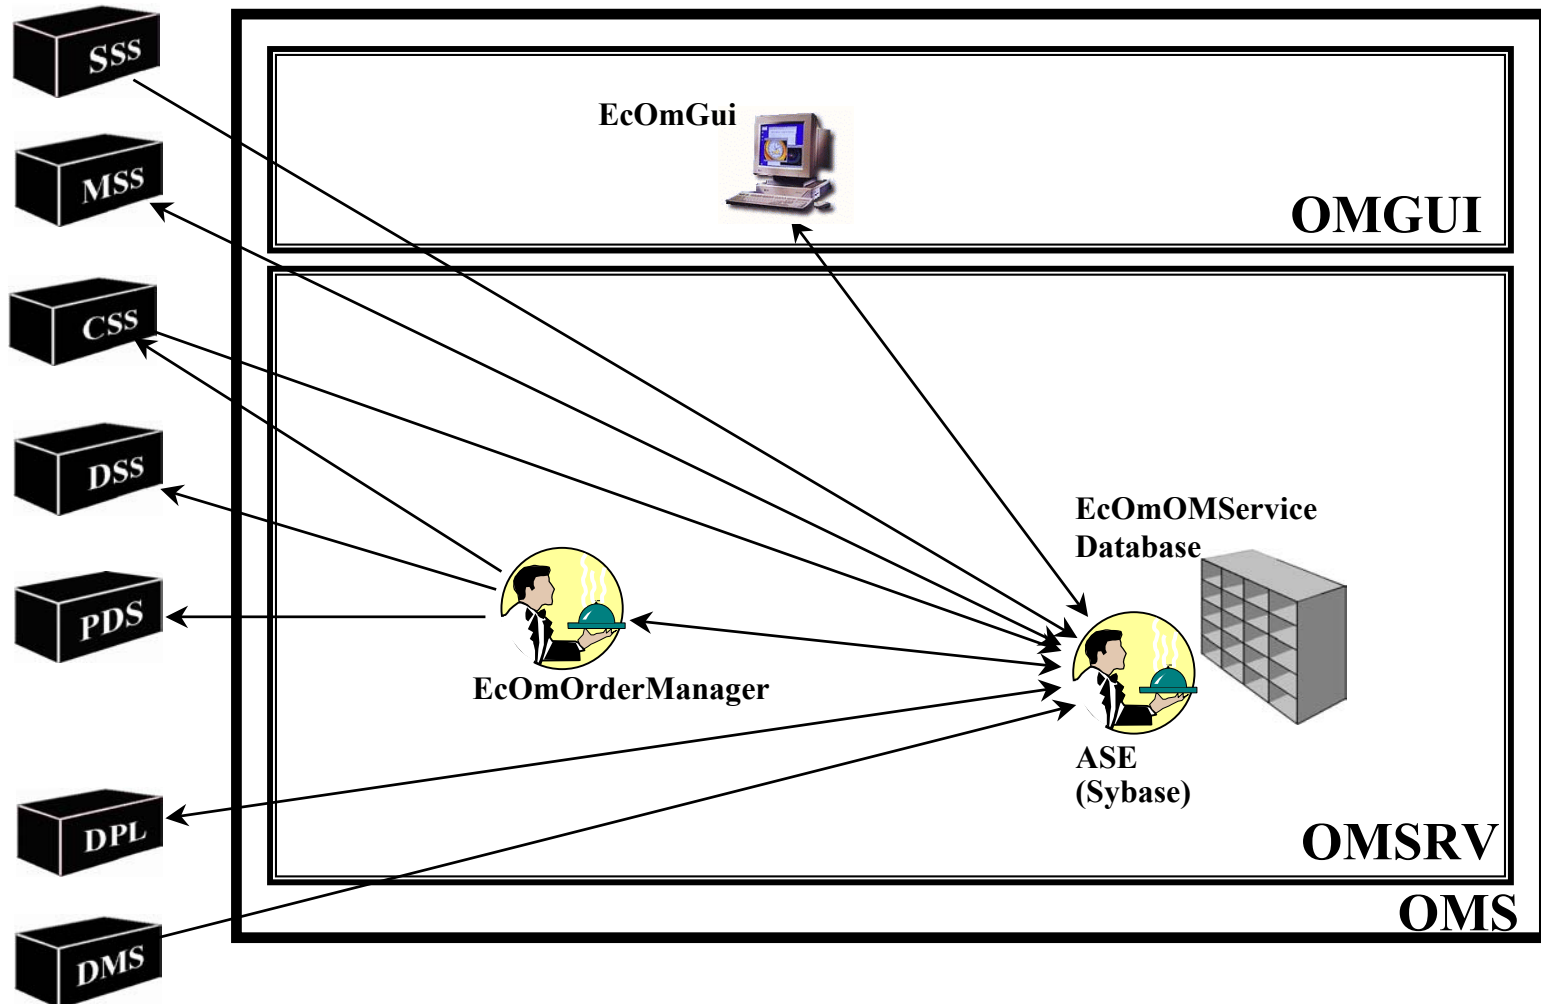 SSS
MSS
CSS
DSS
PDS
DPL
DMS
EcOmGui
OMGUI
EcOmOMService
Database
EcOmOrderManager
ASE
(Sybase)
OMSRV
OMS